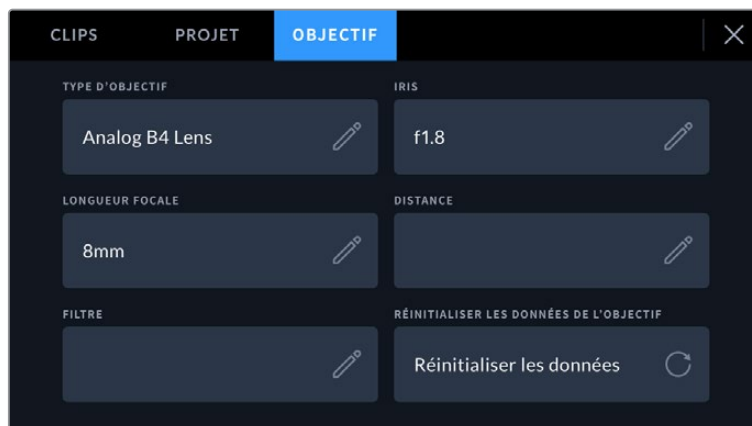 CLIPS PROJET OBJECTIF
TYPE D'OBJECTIF IRIS
Analog B4 Lens f1.8
LONGUEUR FOCALE DISTANCE
8mm
FILTRE RÉINITIALISER LES DONNÉES DE L'OBJECTIF
Réinitialiser les données